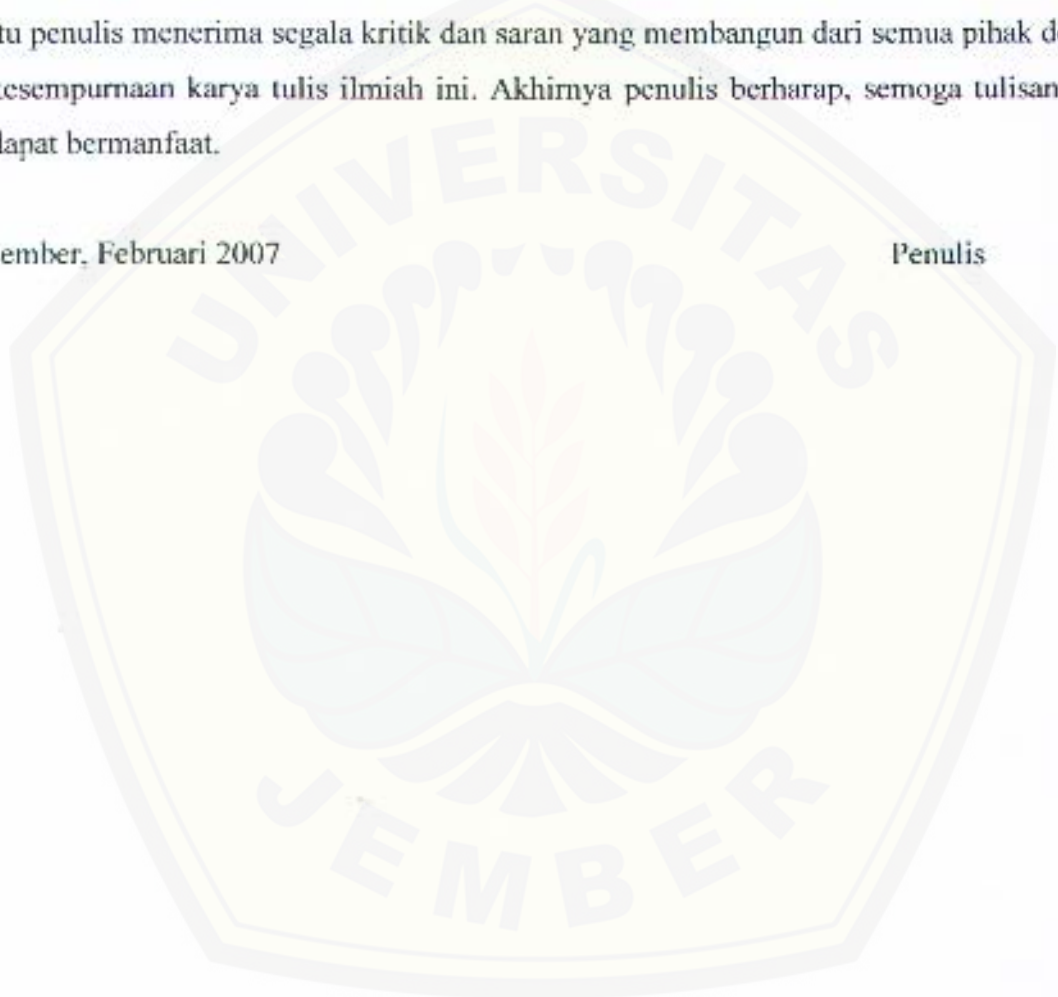 tu penulis menerima segala kritik dan saran yang membangun dari semua pihak de
kesempurnaan karya tulis ilmiah ini. Akhirnya penulis berharap, semoga tulisan
dapat bermanfaat.
ember, Februari 2007 Penulis
UNIVERSITAS
JEMBER